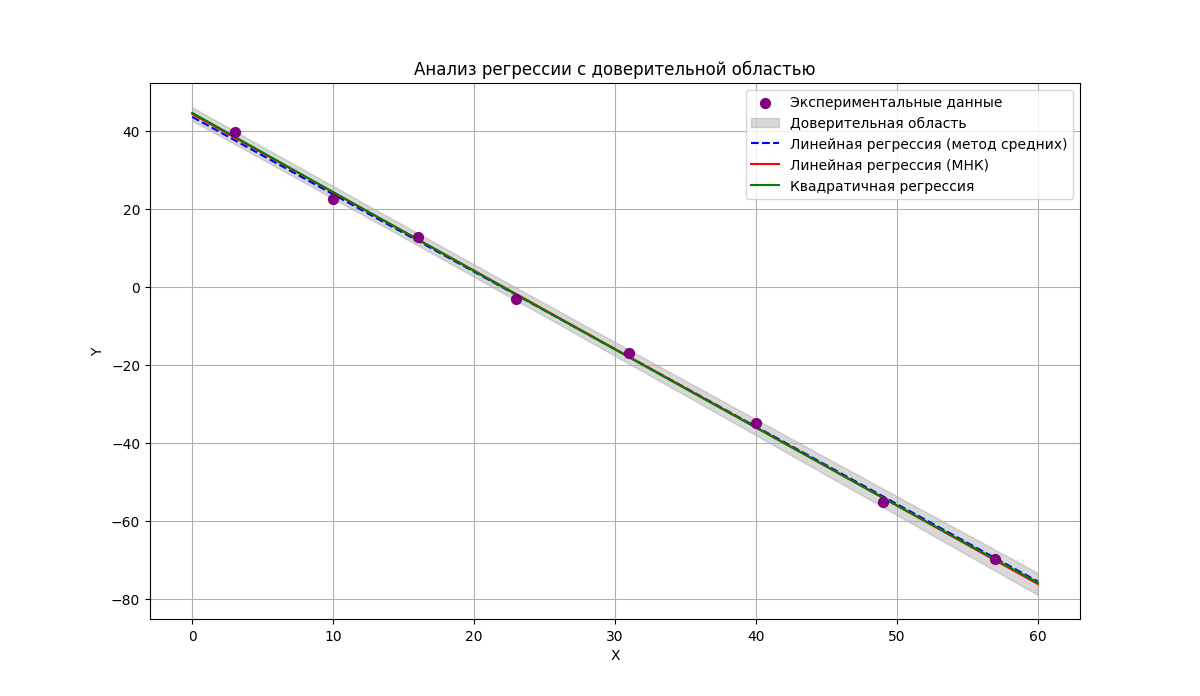 Анализ регрессии с доверительной областью
Экспериментальные данные
Доверительная область
Линейная регрессия (метод средних)
Линейная регрессия (МНК)
Квадратичная регрессия
Y
40
20
0
−20
−40
−60
−80
0 10 20 30 40 50 60
X